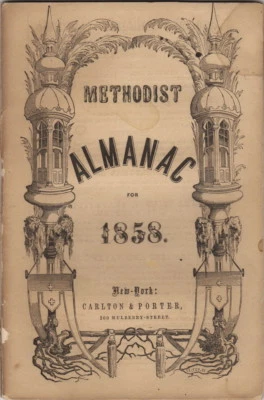 METHODIST
ALMANAC
FOR
1858.
New-York:
CARLTON & PORTER,
200 MULBERRY-STREET.